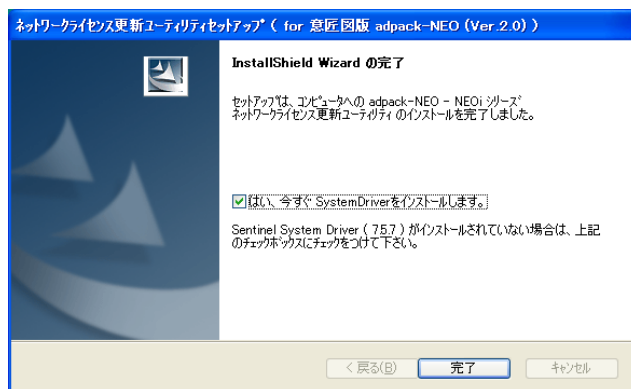 ネットワークライセンス更新ユーティリティセットアップ ( for 意匠図版 adpack-NEO (Ver.2.0) )
InstallShield Wizard の完了
セットアップは、コンピュータへの adpack-NEO - NEOi シリーズ
ネットワークライセンス更新ユーティリティ のインストールを完了しました。
はい、今すぐ SystemDriverをインストールします。
Sentinel System Driver ( 7.5.7 ) がインストールされていない場合は、上記
のチェックボックスにチェックをつけて下さい。
< 戻る(B)
完了
キャンセル